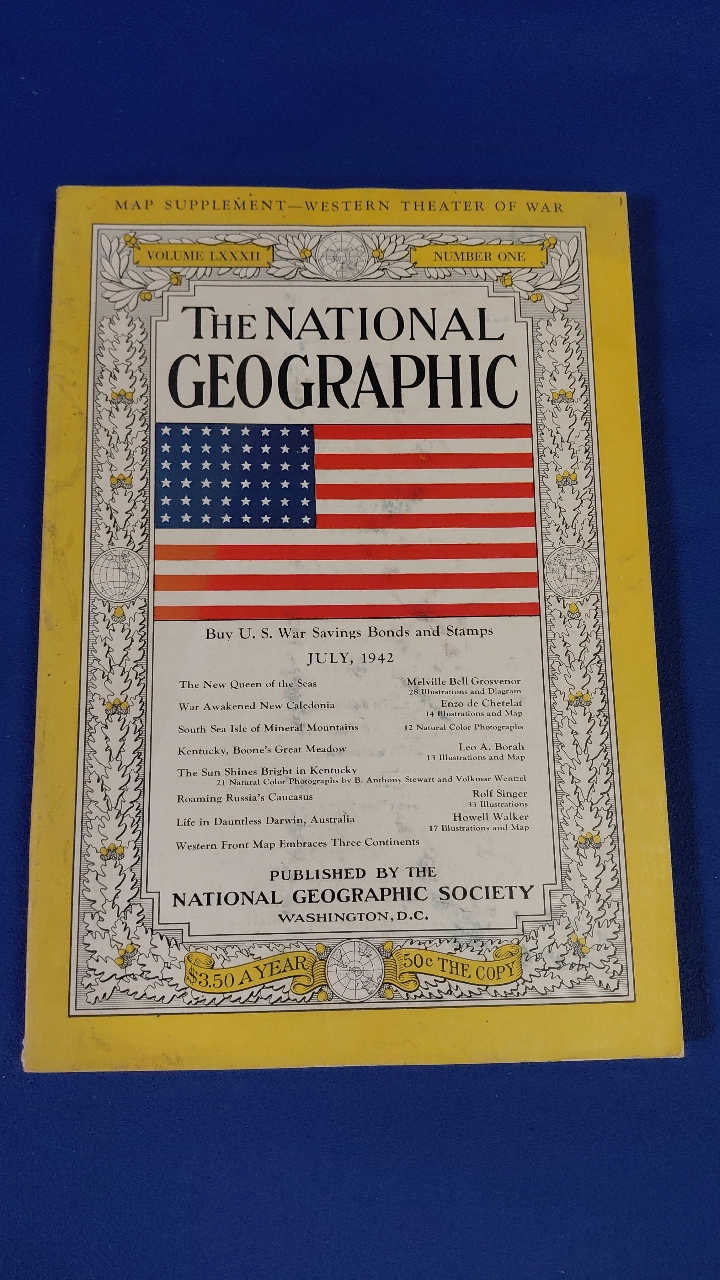 MAP SUPPLEMENT—WESTERN THEATER OF WAR
VOLUME LXXXII
NUMBER ONE
THE NATIONAL
GEOGRAPHIC
Buy U. S. War Savings Bonds and Stamps
JULY, 1942
The New Queen of the Seas Melville Bell Grosvenor
28 Illustrations and Diagram
War Awakened New Caledonia Enzo de Chetelat
14 Illustrations and Map
South Sea Isle of Mineral Mountains 12 Natural Color Photographs
Kentucky, Boone's Great Meadow Leo A. Borah
13 Illustrations and Map
The Sun Shines Bright in Kentucky
21 Natural Color Photographs by B. Anthony Stewart and Volkmar Wentzel
Roaming Russia's Caucasus Rolf Singer
33 Illustrations
Life in Dauntless Darwin, Australia Howell Walker
17 Illustrations and Map
Western Front Map Embraces Three Continents
PUBLISHED BY THE
NATIONAL GEOGRAPHIC SOCIETY
WASHINGTON, D.C.
$3.50 A YEAR
50c THE COPY